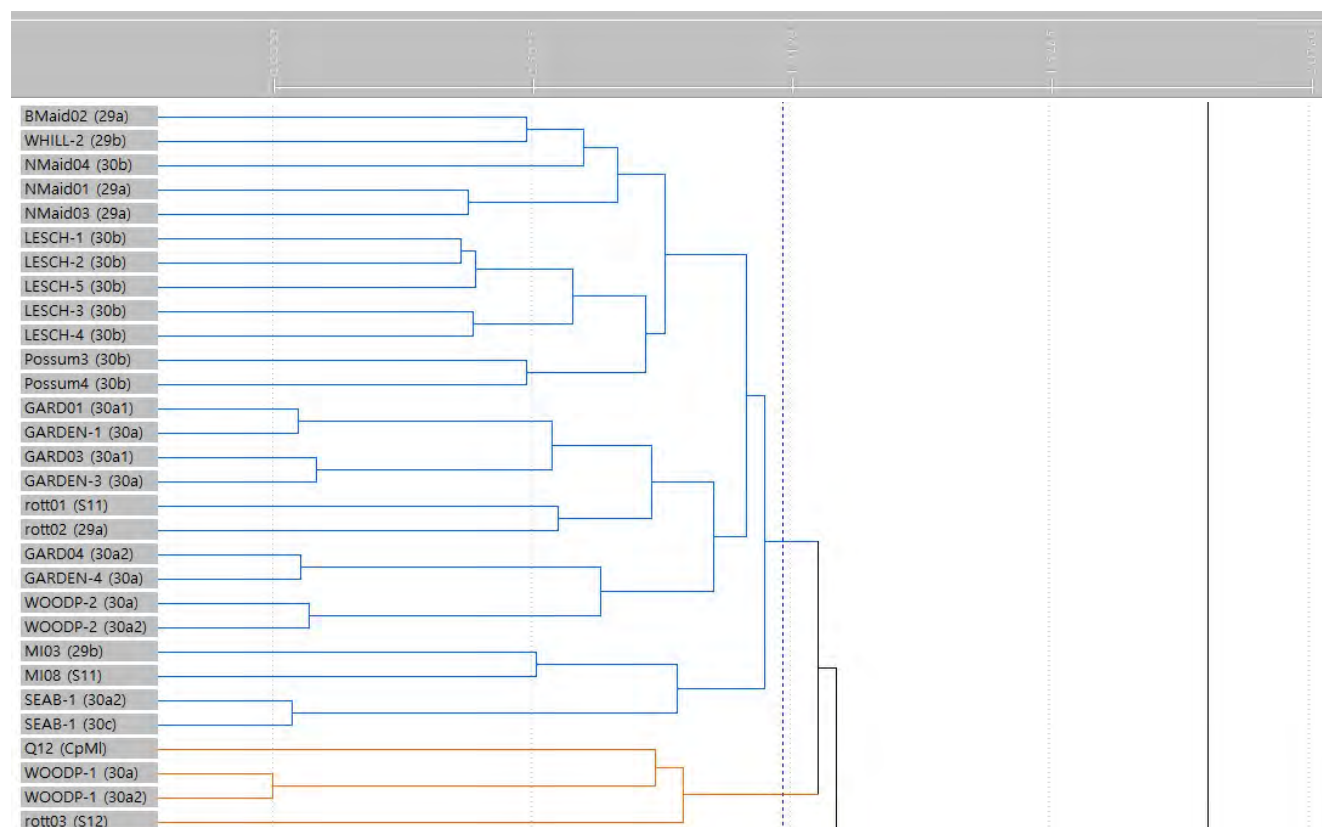 BMaid02 (29a)
WHILL-2 (29b)
NMaid04 (30b)
NMaid01 (29a)
NMaid03 (29a)
LESCH-1 (30b)
LESCH-2 (30b)
LESCH-5 (30b)
LESCH-3 (30b)
LESCH-4 (30b)
Possum3 (30b)
Possum4 (30b)
GARD01 (30a1)
GARDEN-1 (30a)
GARD03 (30a1)
GARDEN-3 (30a)
rott01 (S11)
rott02 (29a)
GARD04 (30a2)
GARDEN-4 (30a)
WOODP-2 (30a)
WOODP-2 (30a2)
MI03 (29b)
MI08 (S11)
SEAB-1 (30a2)
SEAB-1 (30c)
Q12 (CpMl)
WOODP-1 (30a)
WOODP-1 (30a2)
rott03 (S12)